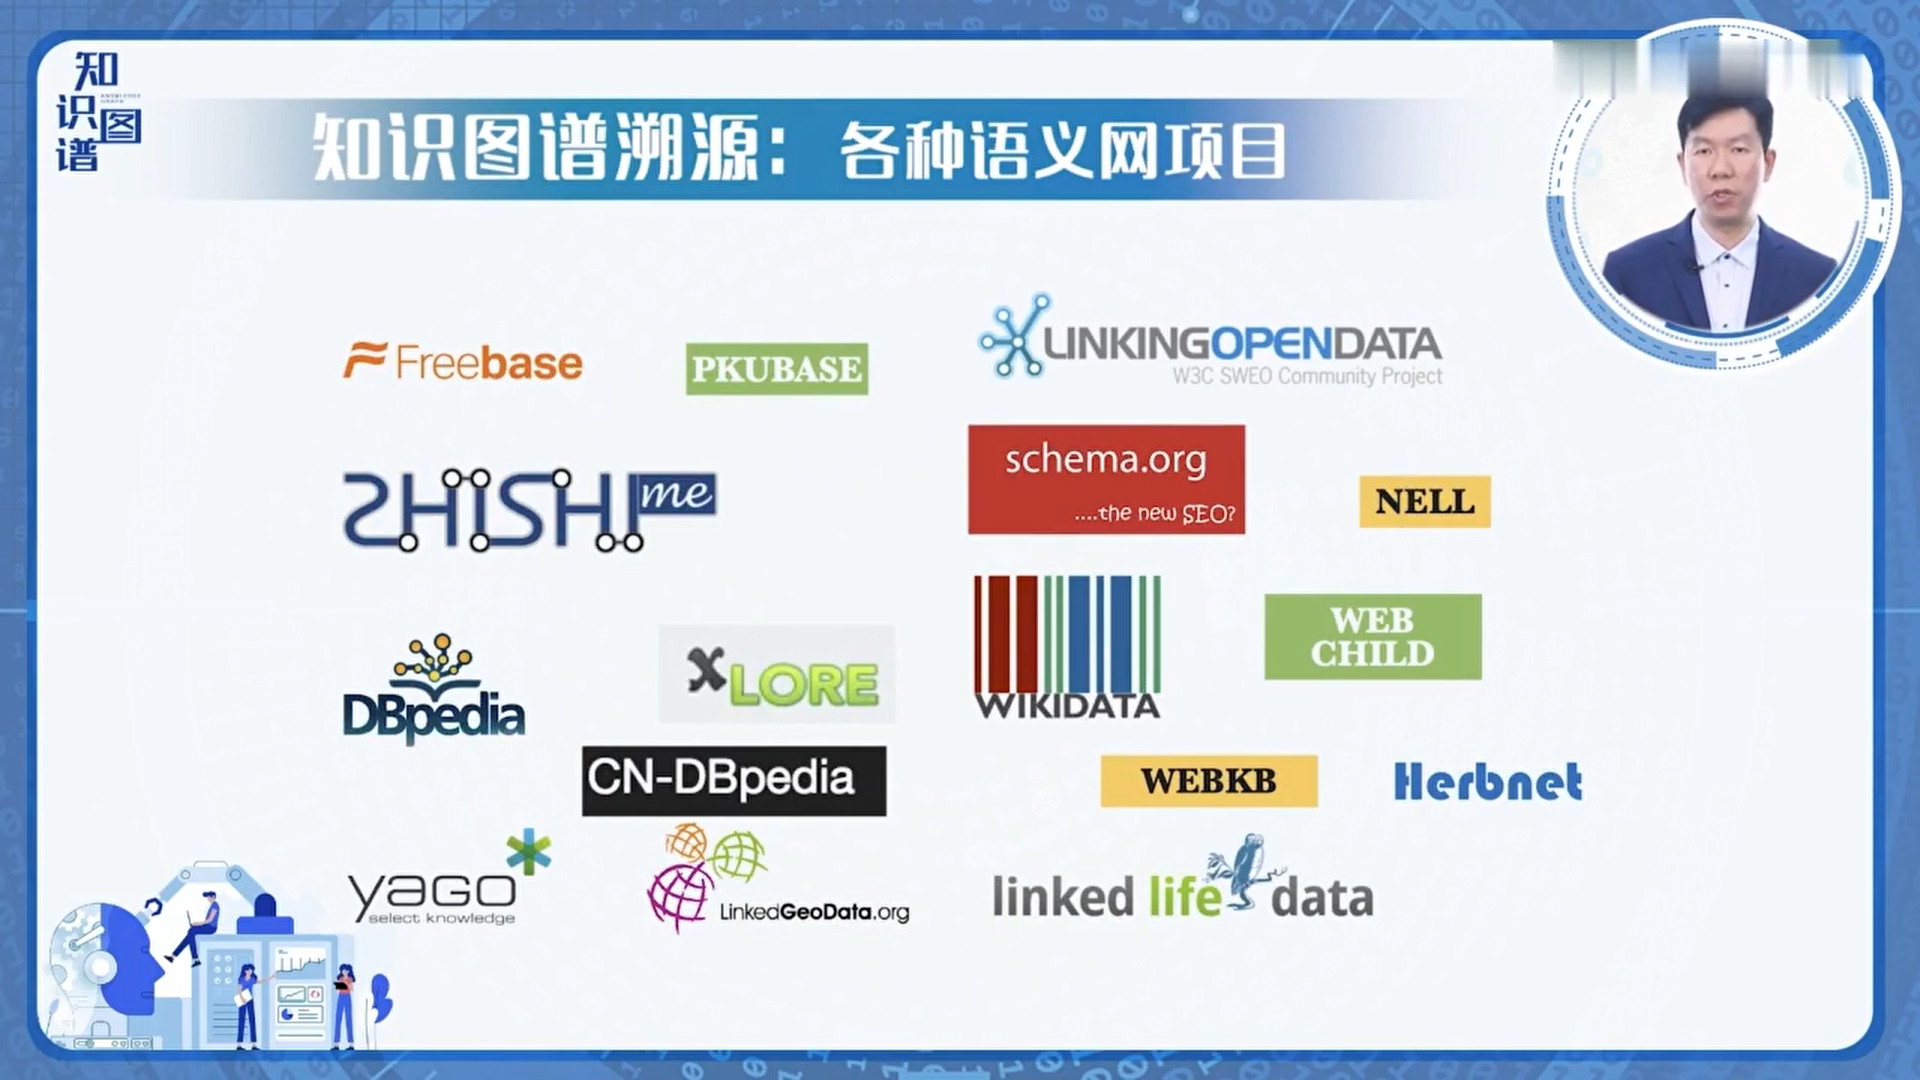 知识图谱
KNOWLEDGE GRAPH
知识图谱溯源：各种语义网项目
Freebase
PKUBASE
LINKINGOPENDATA
W3C SWEO Community Project
ZHISHI.me
schema.org
....the new SEO?
NELL
DBpedia
XLORE
WIKIDATA
WEB
CHILD
CN-DBpedia
WEBKB
Herbnet
yaGO
select knowledge
LinkedGeoData.org
linked life data